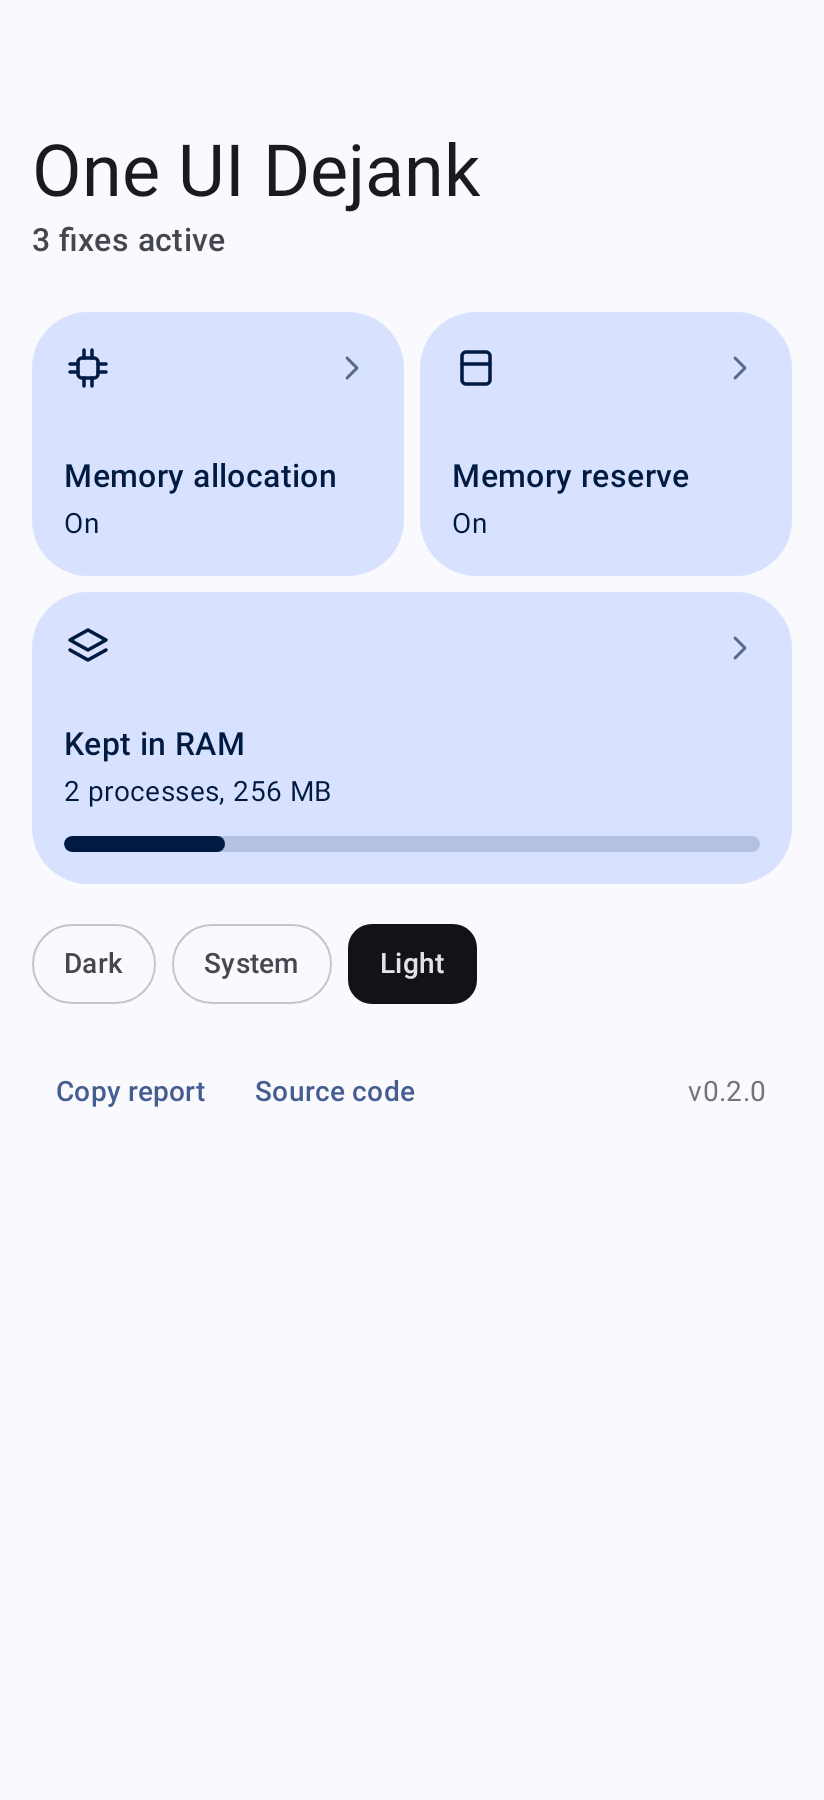 One UI Dejank
3 fixes active
Memory allocation
On
Memory reserve
On
Kept in RAM
2 processes, 256 MB
Dark
System
Light
Copy report
Source code
v0.2.0